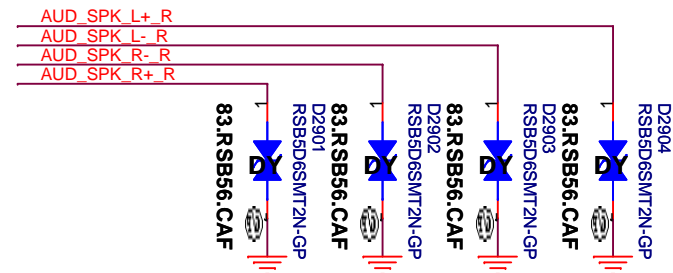 AUD_SPK_L+_R
AUD_SPK_L-_R
AUD_SPK_R-_R
AUD_SPK_R+_R
1
D2901
RSB5D6SMT2N-GP
DY
83.RSB56.CAF
1
D2902
RSB5D6SMT2N-GP
DY
83.RSB56.CAF
1
D2903
RSB5D6SMT2N-GP
DY
83.RSB56.CAF
1
D2904
RSB5D6SMT2N-GP
DY
83.RSB56.CAF